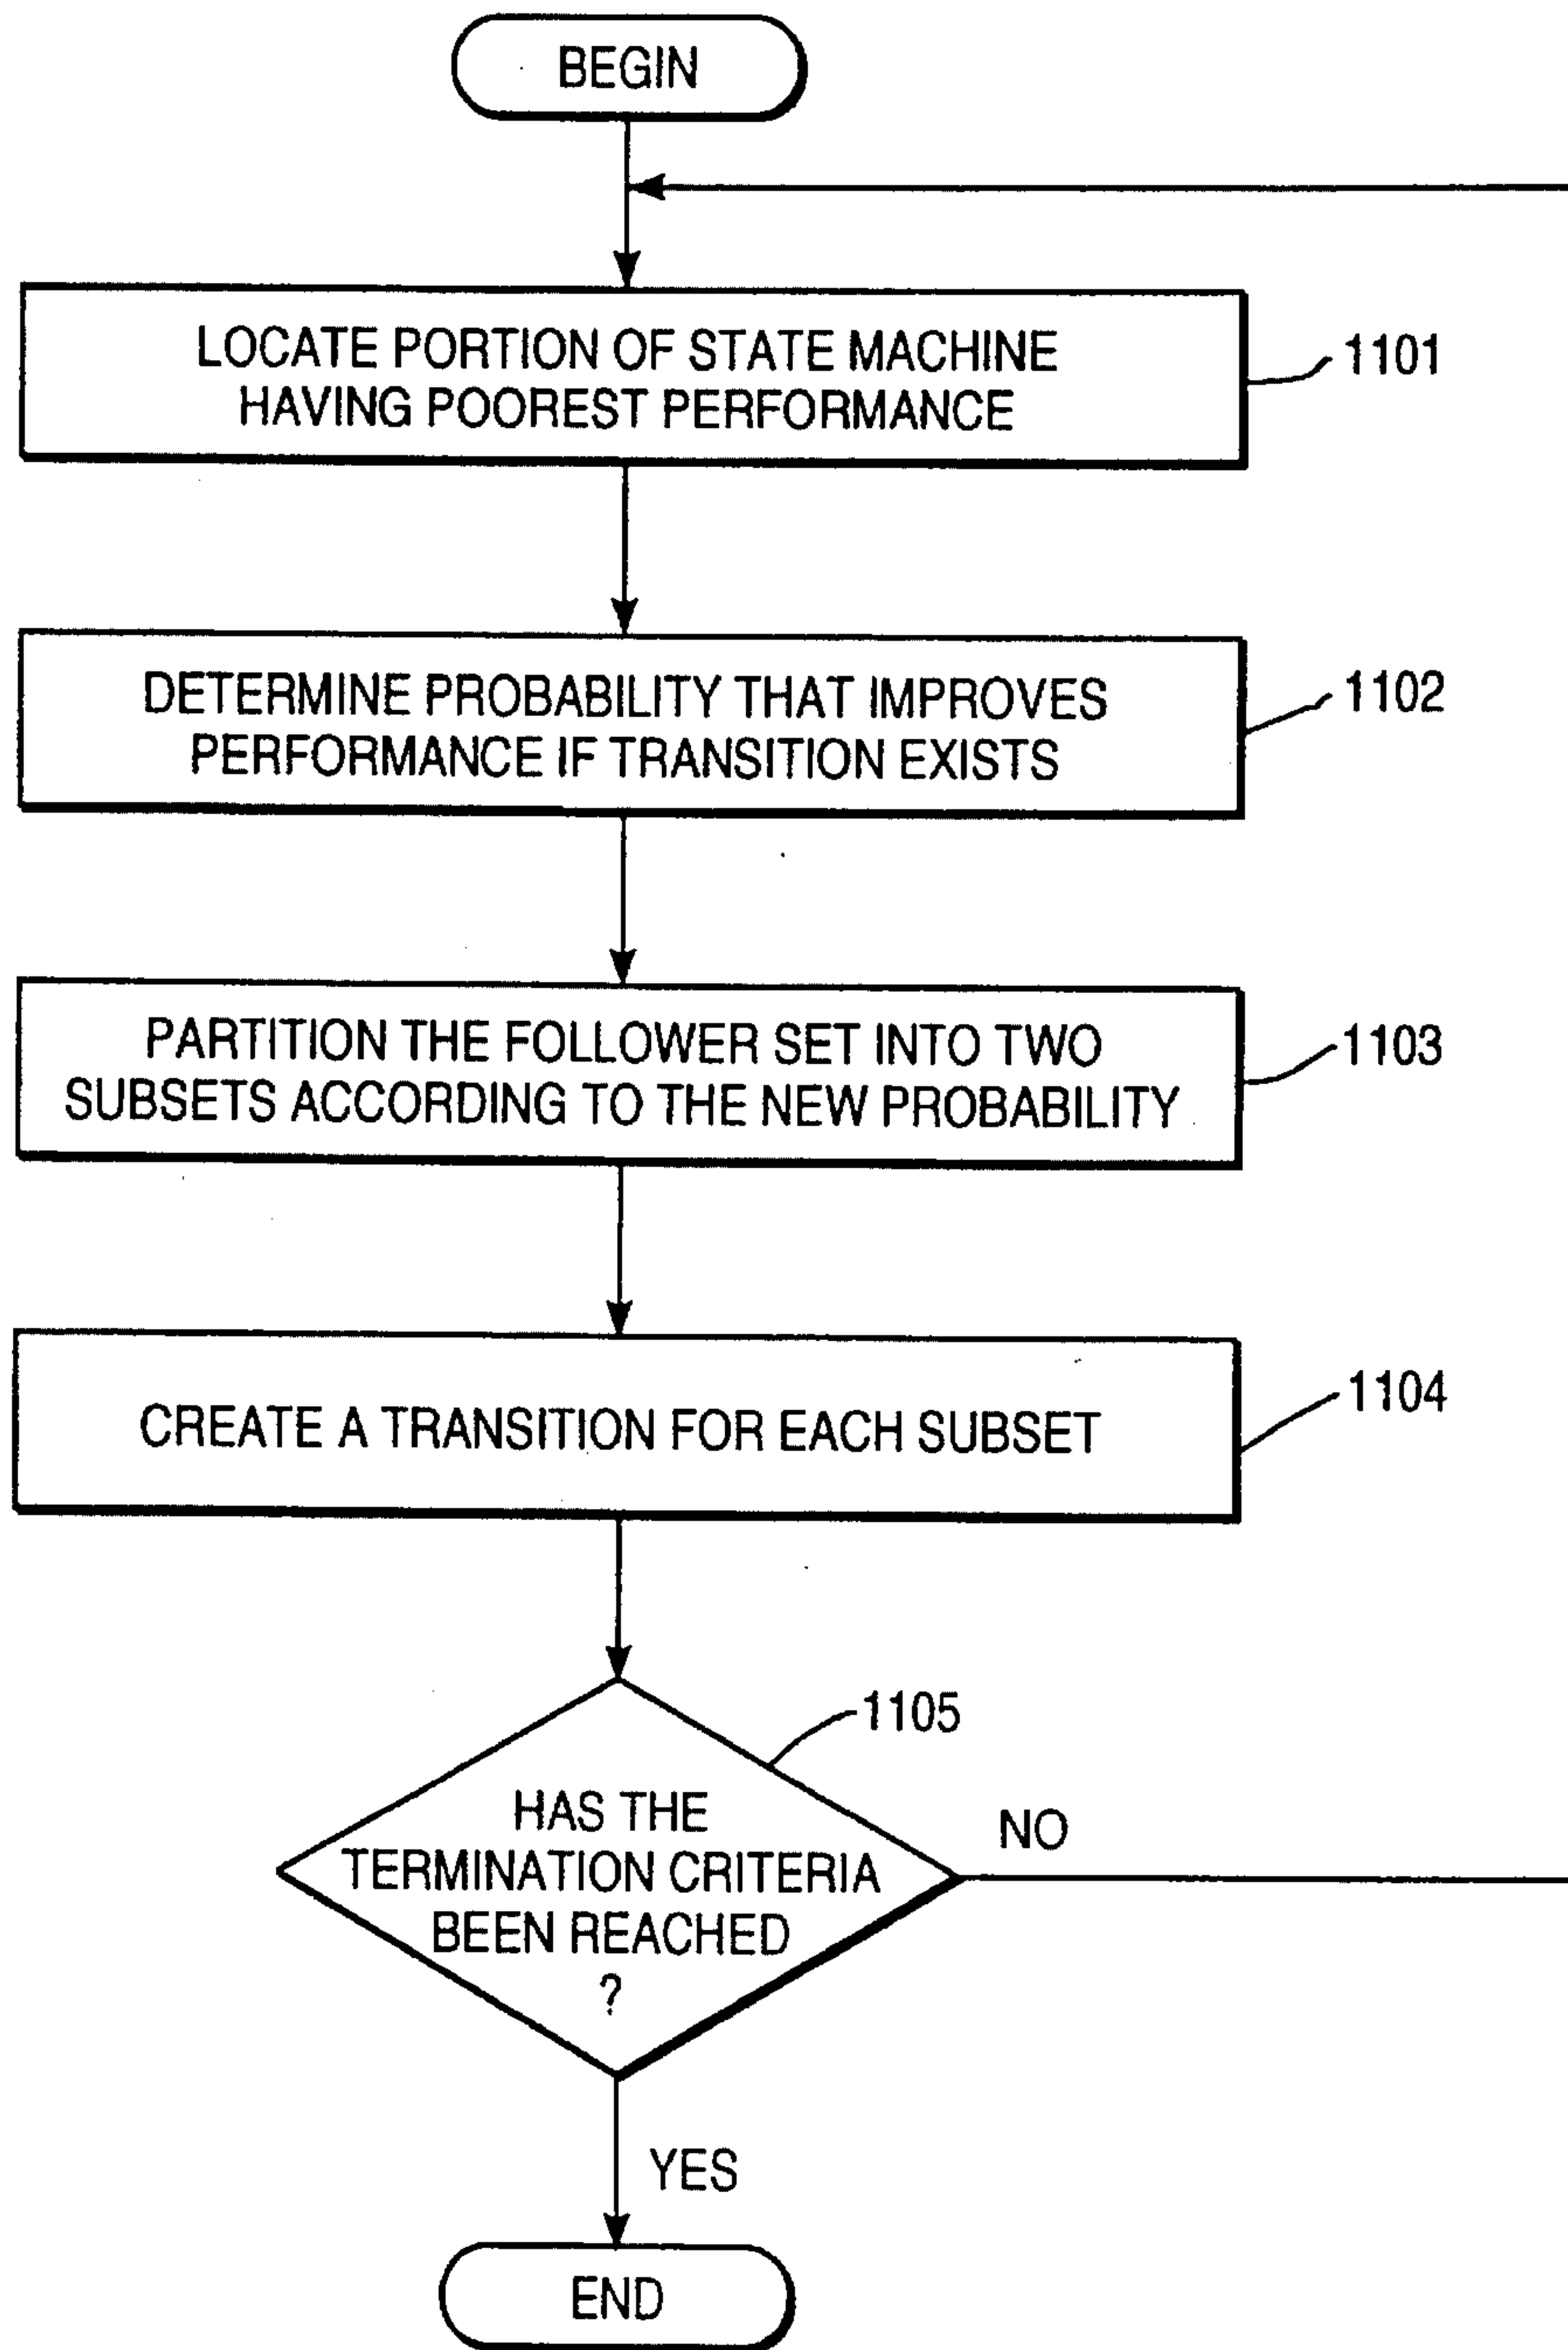 BEGIN
LOCATE PORTION OF STATE MACHINE
HAVING POOREST PERFORMANCE
1101
DETERMINE PROBABILITY THAT IMPROVES
PERFORMANCE IF TRANSITION EXISTS
1102
PARTITION THE FOLLOWER SET INTO TWO
SUBSETS ACCORDING TO THE NEW PROBABILITY
1103
CREATE A TRANSITION FOR EACH SUBSET
1104
1105
HAS THE
TERMINATION CRITERIA
BEEN REACHED
?
NO
YES
END